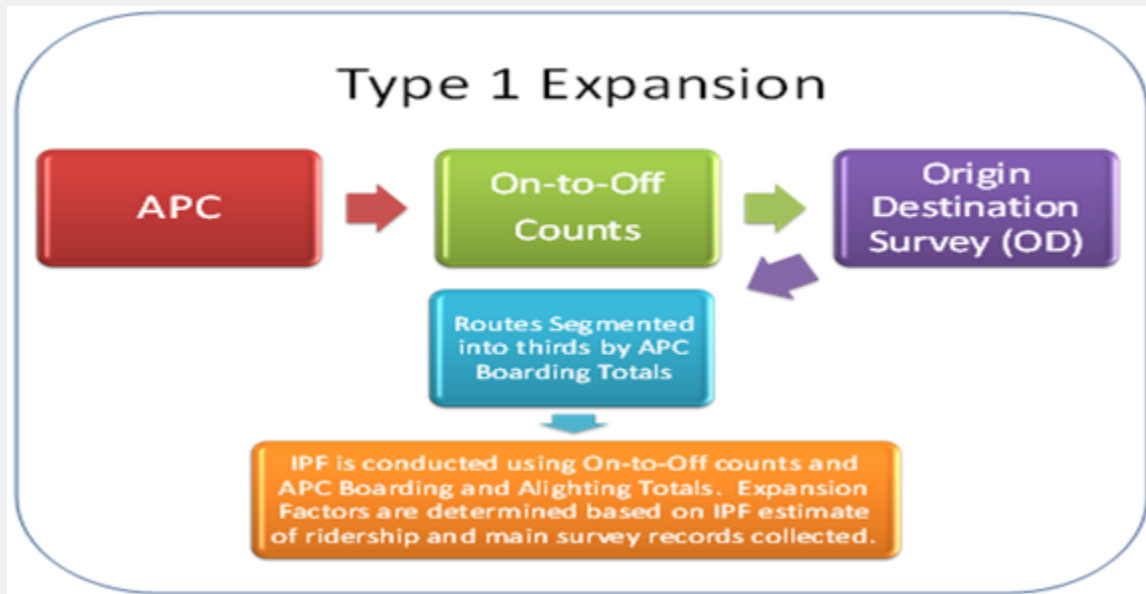 Type 1 Expansion
APC
On-to-Off
Counts
Origin
Destination
Survey (OD)
Routes Segmented
into thirds by APC
Boarding Totals
IPF is conducted using On-to-Off counts and
APC Boarding and Alighting Totals.  Expansion
Factors are determined based on IPF estimate
of ridership and main survey records collected.